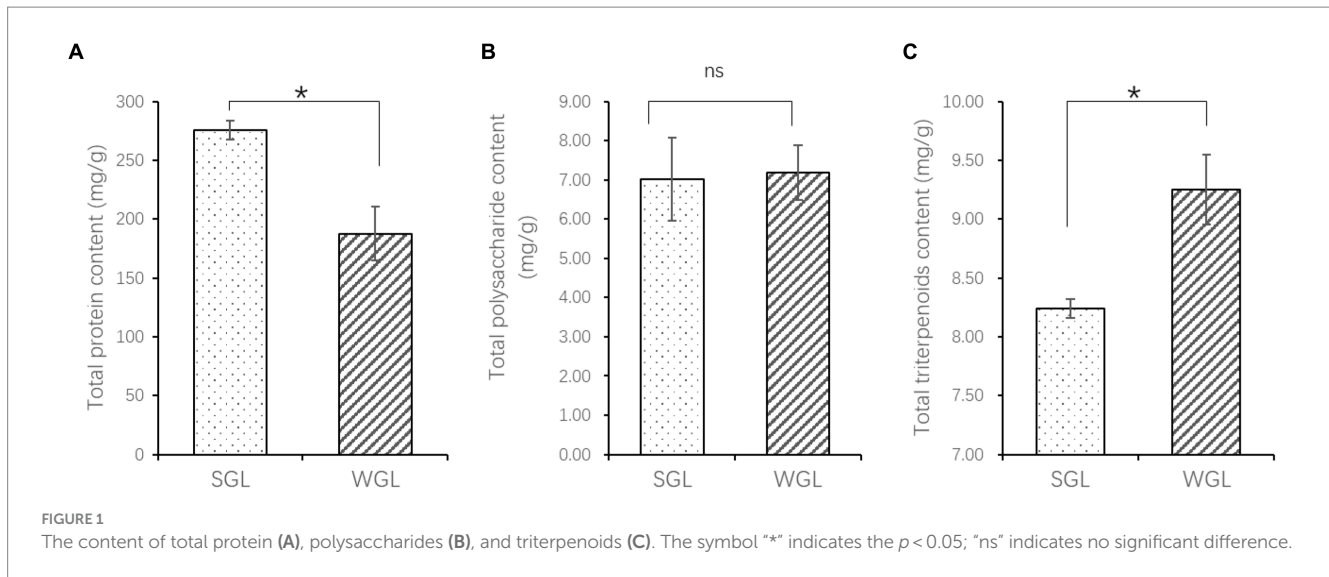 A
*
Total protein content (mg/g)
300
250
200
150
100
50
0
SGL WGL
B
ns
Total polysaccharide content
(mg/g)
9.00
8.00
7.00
6.00
5.00
4.00
3.00
2.00
1.00
0.00
SGL WGL
C
*
Total triterpenoids content (mg/g)
10.00
9.50
9.00
8.50
8.00
7.50
7.00
SGL WGL
FIGURE 1
The content of total protein (A), polysaccharides (B), and triterpenoids (C). The symbol “*” indicates the p < 0.05; “ns” indicates no significant difference.